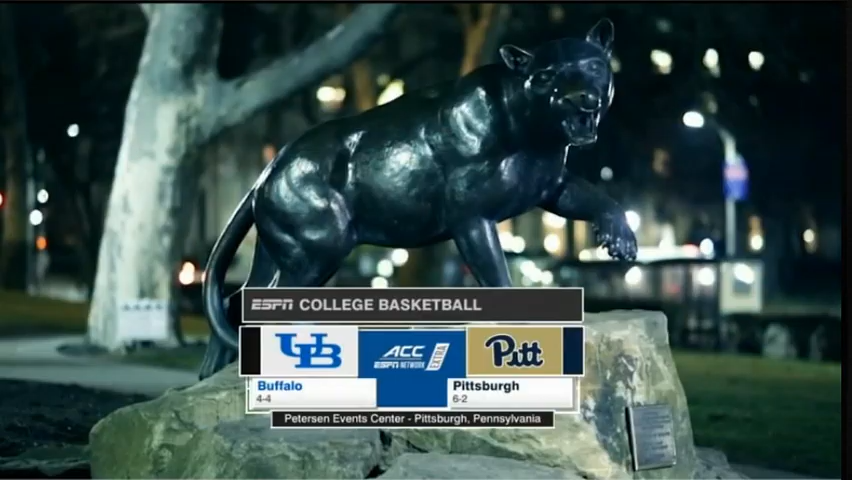 ESPN COLLEGE BASKETBALL
UB
ACC
ESPN NETWORK
EXTRA
Pitt
Buffalo
4-4
Pittsburgh
6-2
Petersen Events Center - Pittsburgh, Pennsylvania